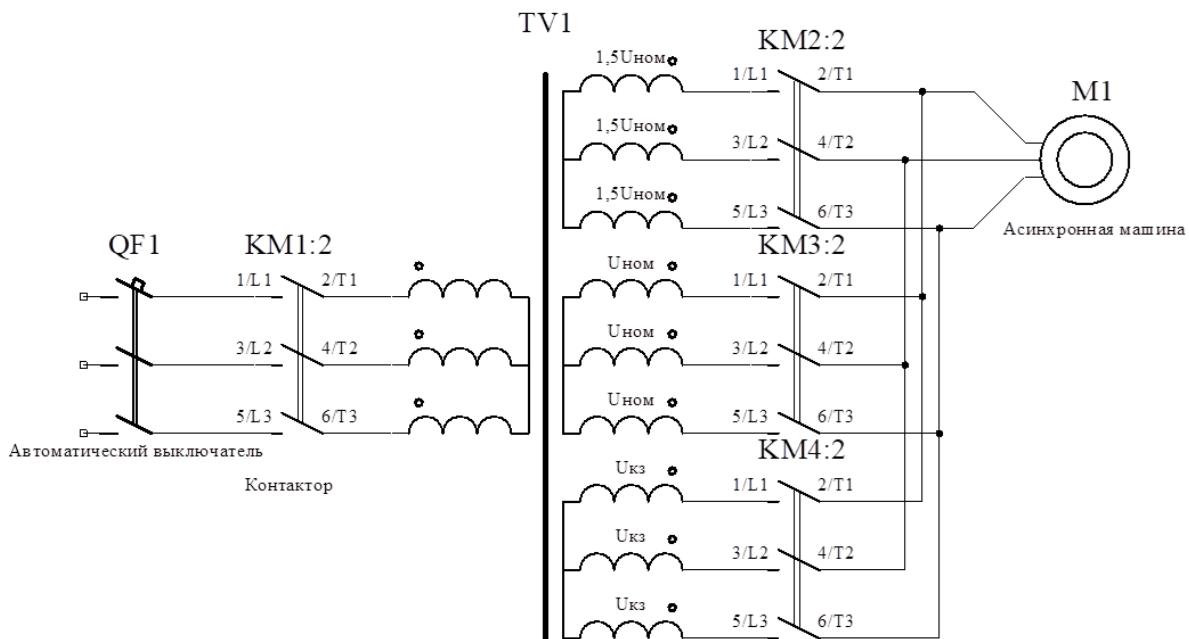 TV1
1,5Uном
KM2:2
1/L1 2/T1
M1
1,5Uном
3/L2 4/T2
1,5Uном
5/L3 6/T3
Асинхронная машина
QF1
KM1:2
Uном
KM3:2
1/L1 2/T1
1/L1 2/T1
Uном
3/L2 4/T2
3/L2 4/T2
Uном
5/L3 6/T3
5/L3 6/T3
Автоматический выключатель
Контактор
KM4:2
Uкз
1/L1 2/T1
Uкз
3/L2 4/T2
Uкз
5/L3 6/T3